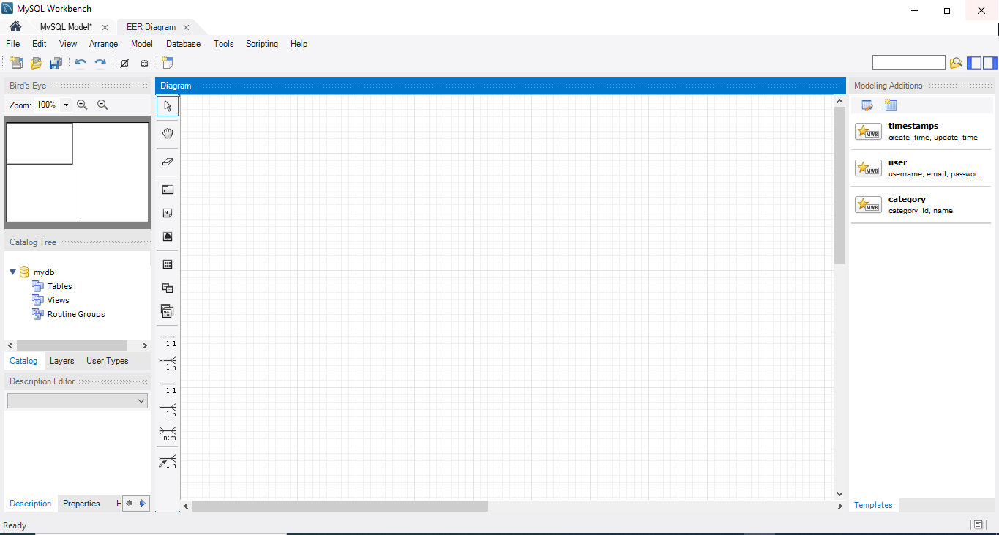 MySQL Workbench
MySQL Model*
EER Diagram
File Edit View Arrange Model Database Tools Scripting Help
Bird's Eye
Zoom: 100%
Catalog Tree
mydb
Tables
Views
Routine Groups
Catalog Layers User Types
Description Editor
Description Properties H
Diagram
L
N
1:1
1:n
1:1
1:n
n:m
1:n
Modeling Additions
MWB
timestamps
create_time, update_time
MWB
user
username, email, passwor...
MWB
category
category_id, name
Templates
Ready